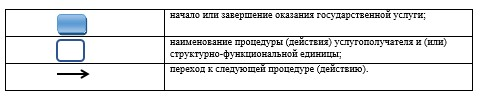 начало или завершение оказания государственной услуги;
наименование процедуры (действия) услугополучателя и (или)
структурно-функциональной единицы;
переход к следующей процедуре (действию).